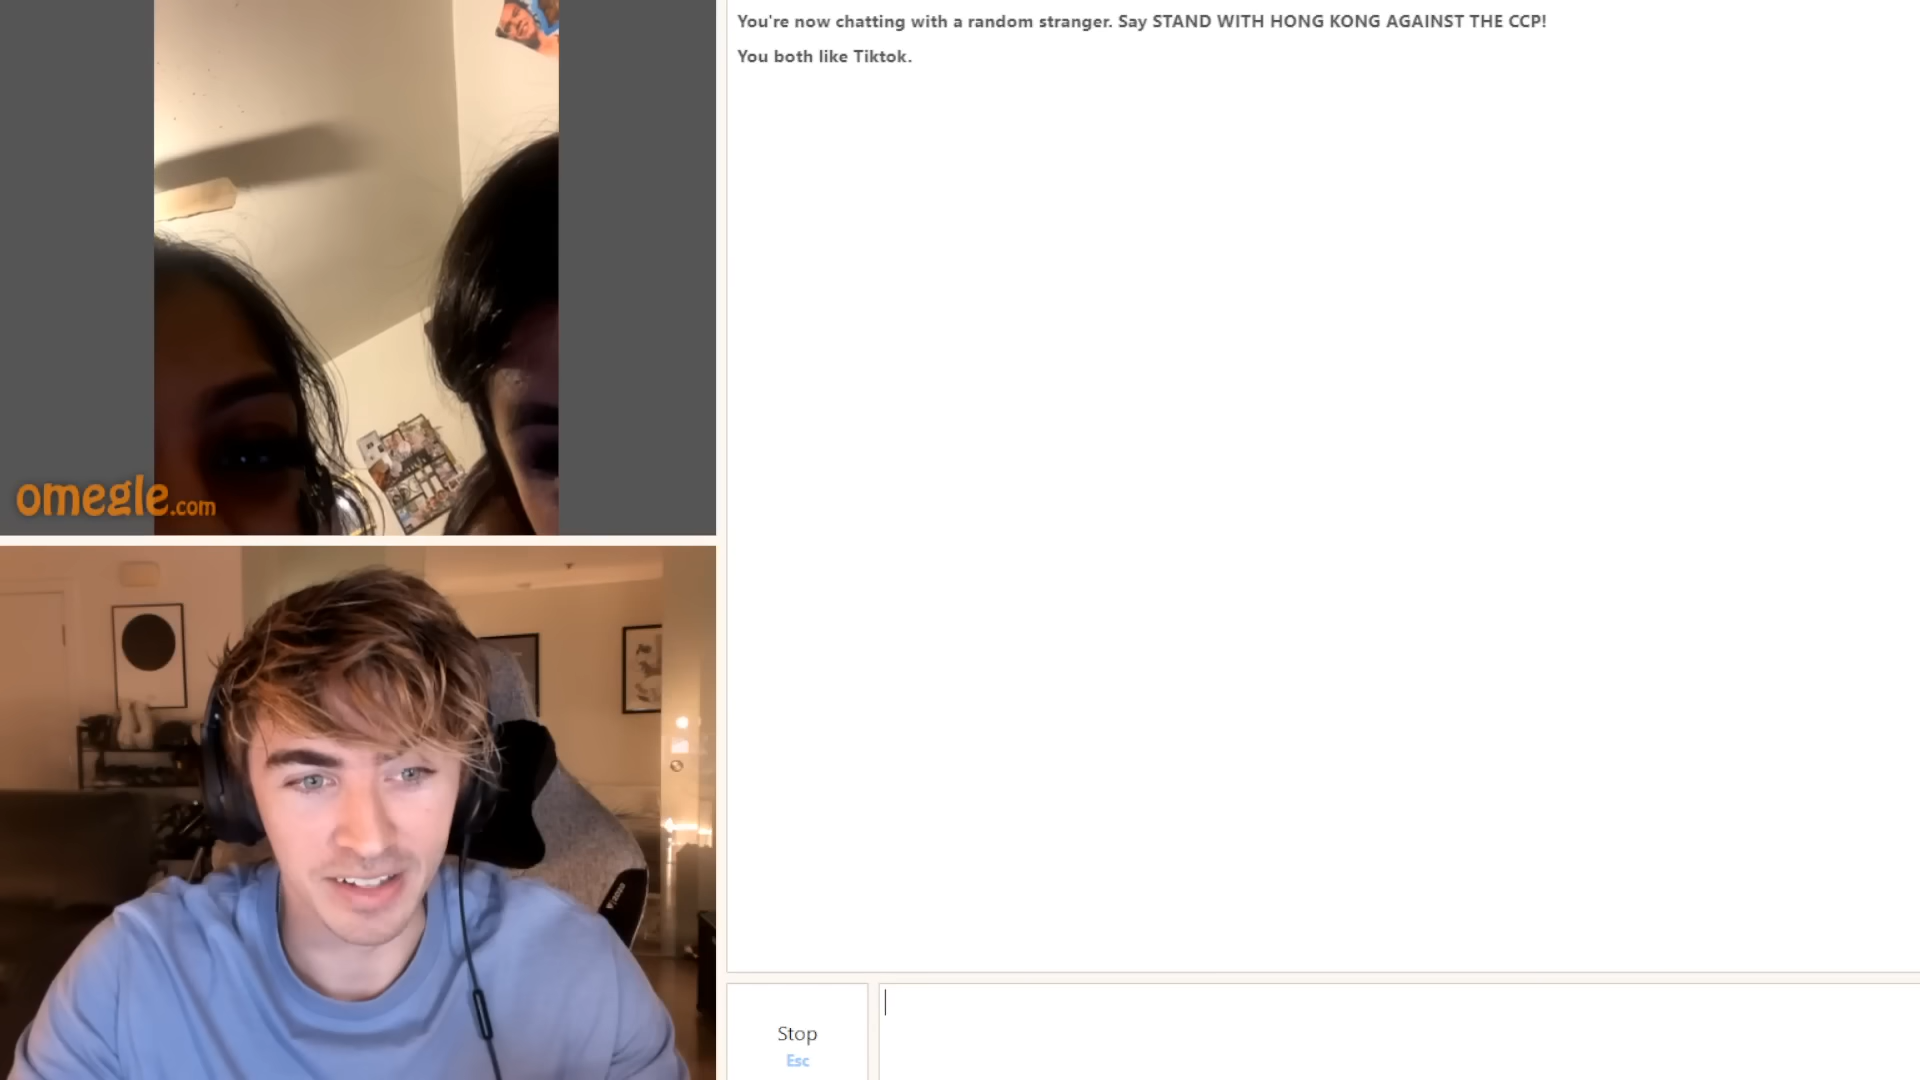 You're now chatting with a random stranger. Say STAND WITH HONG KONG AGAINST THE CCP!
You both like Tiktok.
omegle.com
Stop
Esc